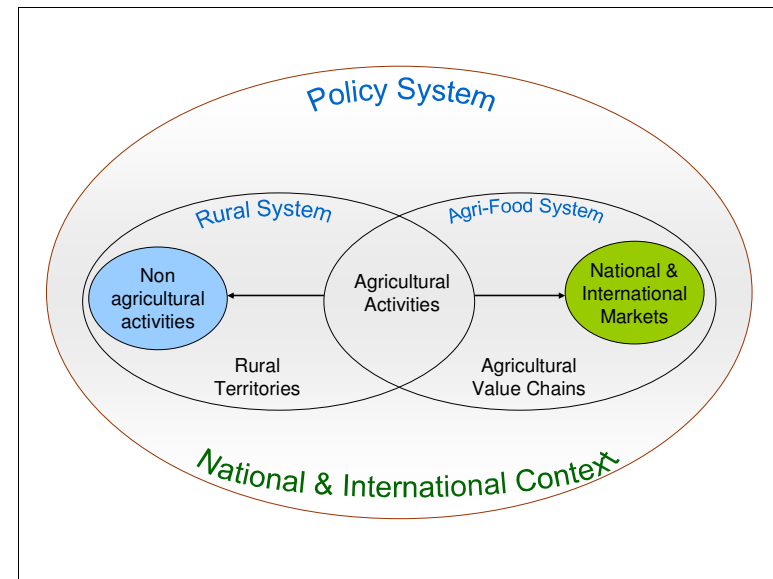 Policy System
Rural System
Agri-Food System
Non
agricultural
activities
Agricultural
Activities
National &
International
Markets
Rural
Territories
Agricultural
Value Chains
National & International Context